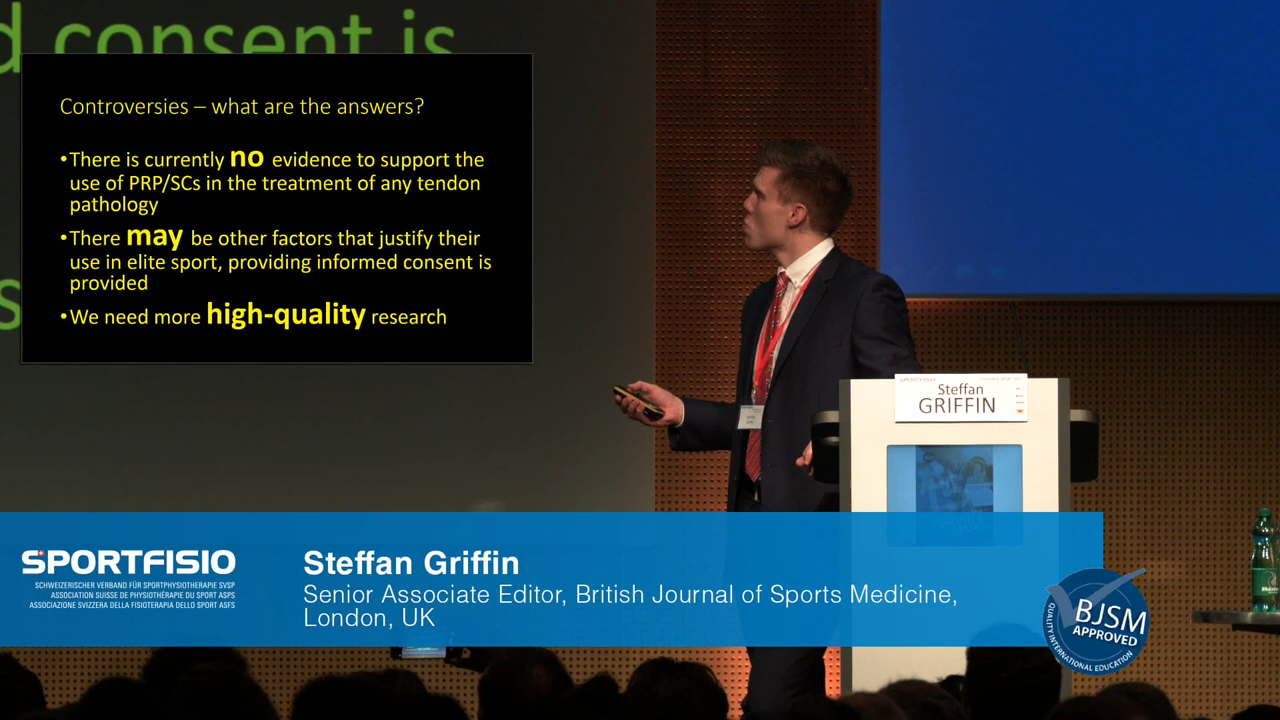 d consent is
s
Controversies – what are the answers?
•There is currently no evidence to support the
use of PRP/SCs in the treatment of any tendon
pathology
•There may be other factors that justify their
use in elite sport, providing informed consent is
provided
•We need more high-quality research
SPORTFISIO
Steffan
GRIFFIN
SPORTFISIO
SCHWEIZERISCHER VERBAND FÜR SPORTPHYSIOTHERAPIE SVSP
ASSOCIATION SUISSE DE PHYSIOTHÉRAPIE DU SPORT ASPS
ASSOCIAZIONE SVIZZERA DELLA FISIOTERAPIA DELLO SPORT ASFS
Steffan Griffin
Senior Associate Editor, British Journal of Sports Medicine,
London, UK
BJSM
APPROVED
QUALITY INTERNATIONAL EDUCATION